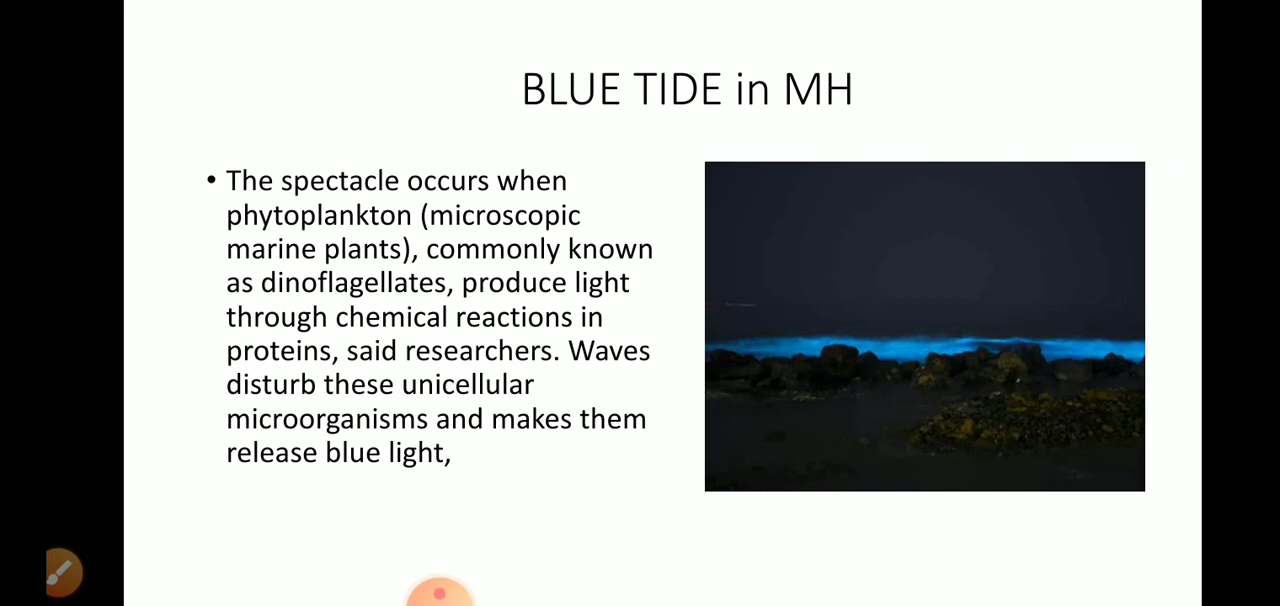 BLUE TIDE in MH
• The spectacle occurs when
phytoplankton (microscopic
marine plants), commonly known
as dinoflagellates, produce light
through chemical reactions in
proteins, said researchers. Waves
disturb these unicellular
microorganisms and makes them
release blue light,